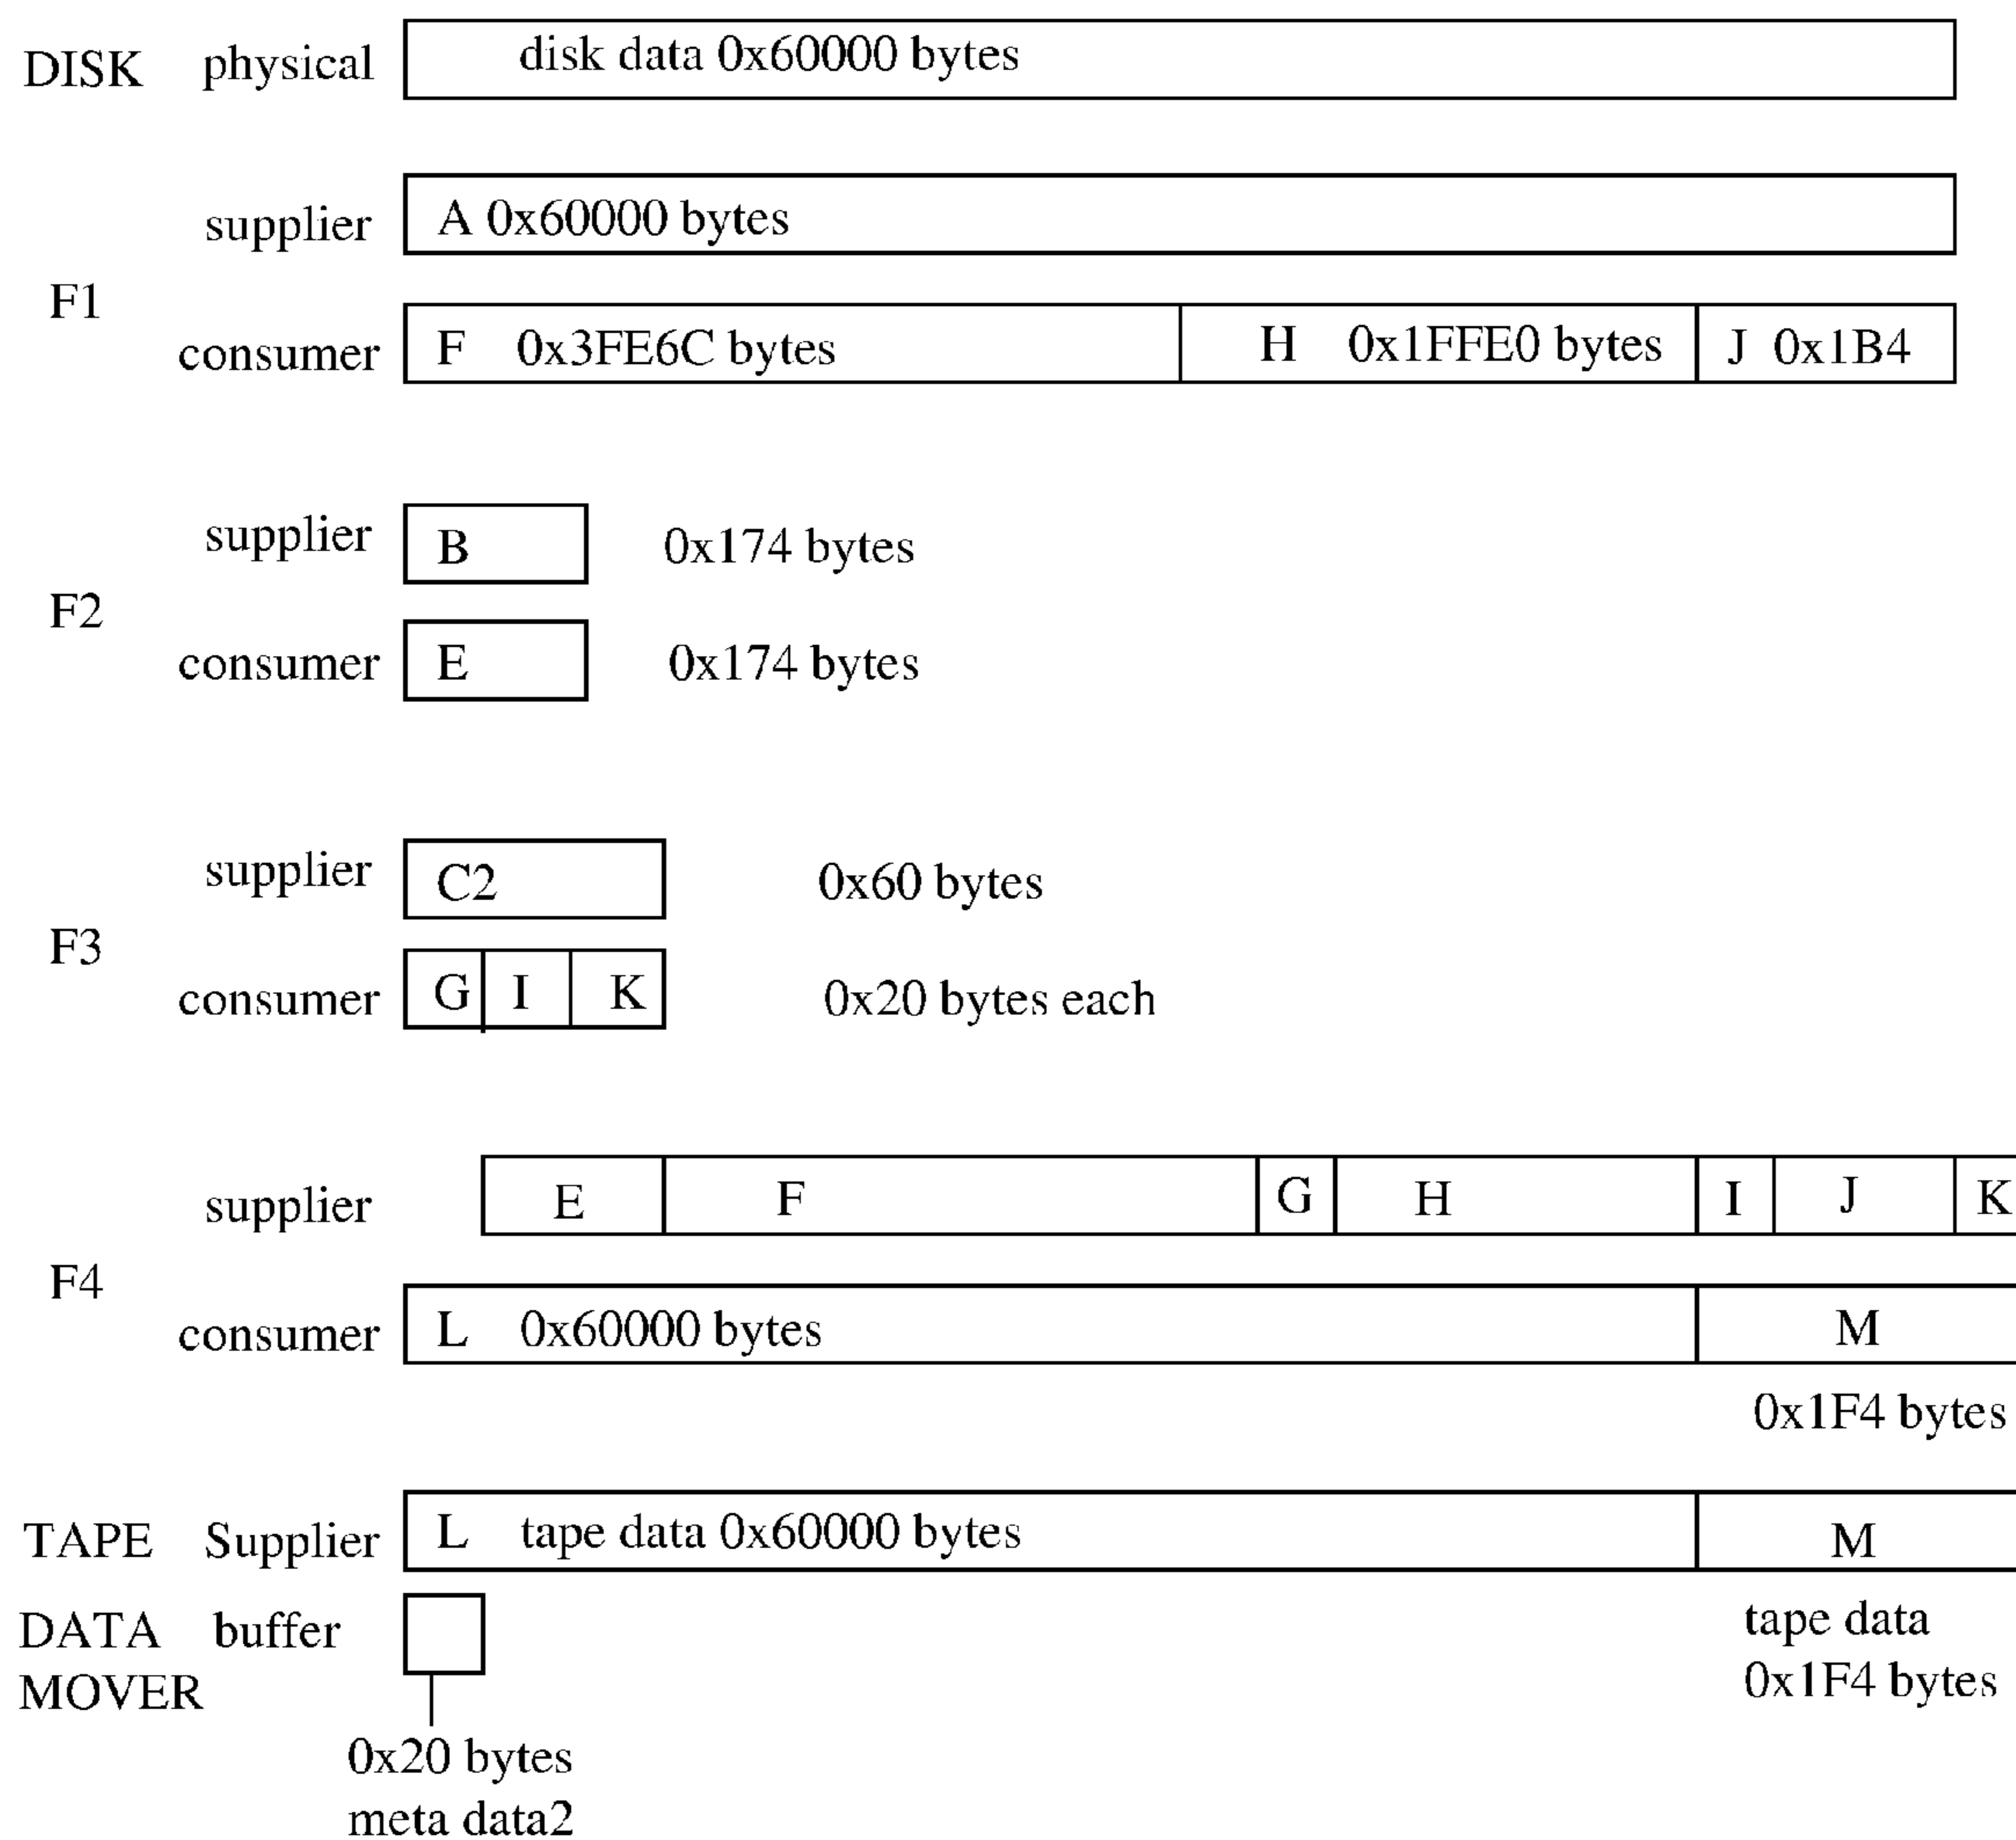 DISK physical disk data 0x60000 bytes
supplier A 0x60000 bytes
F1
consumer F 0x3FE6C bytes H 0x1FFE0 bytes J 0x1B4
supplier B 0x174 bytes
F2
consumer E 0x174 bytes
supplier C2 0x60 bytes
F3
consumer G I K 0x20 bytes each
supplier E F G H I J K
F4
consumer L 0x60000 bytes M
0x1F4 bytes
TAPE Supplier L tape data 0x60000 bytes M
DATA buffer tape data
MOVER 0x1F4 bytes
0x20 bytes
meta data2